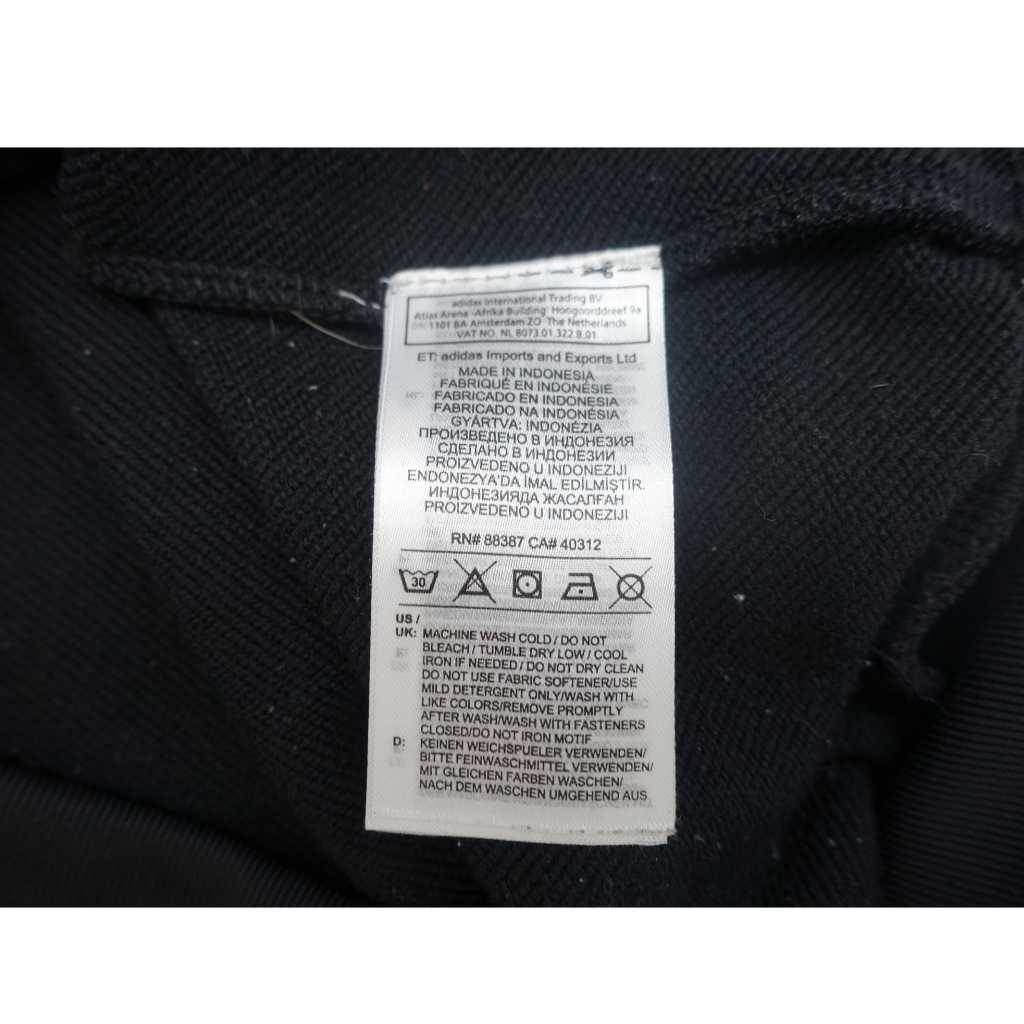 adidas International Trading BV
Atlas Arena -Afrika Building Hoogoorddreef 9a
1101 BA Amsterdam ZO The Netherlands
VAT NO. NL 8073.01.322.B.01
ET: adidas Imports and Exports Ltd
MADE IN INDONESIA
FABRIQUÉ EN INDONÉSIE
FABRICADO EN INDONESIA
FABRICADO NA INDONÉSIA
GYÁRTVA: INDONÉZIA
ПРОИЗВЕДЕНО В ИНДОНЕЗИЯ
СДЕЛАНО В ИНДОНЕЗИИ
PROIZVEDENO U INDONEZIJI
ENDONEZYA'DA İMAL EDİLMİŞTİR.
ИНДОНЕЗИЯДА ЖАСАЛҒАН
PROIZVEDENO U INDONEZIJI
RN# 88387 CA# 40312
30
US /
UK: MACHINE WASH COLD / DO NOT
BLEACH / TUMBLE DRY LOW / COOL
IRON IF NEEDED / DO NOT DRY CLEAN
DO NOT USE FABRIC SOFTENER/USE
MILD DETERGENT ONLY/WASH WITH
LIKE COLORS/REMOVE PROMPTLY
AFTER WASH/WASH WITH FASTENERS
CLOSED/DO NOT IRON MOTIF
D: KEINEN WEICHSPUELER VERWENDEN/
BITTE FEINWASCHMITTEL VERWENDEN/
MIT GLEICHEN FARBEN WASCHEN/
NACH DEM WASCHEN UMGEHEND AUS